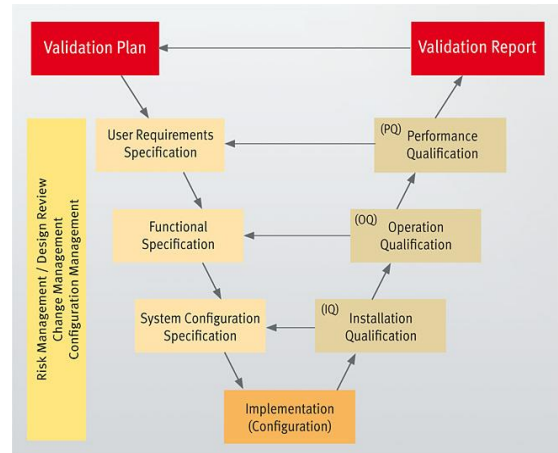 Validation Plan
Validation Report
User Requirements
Specification
(PQ)
Performance
Qualification
Functional
Specification
(OQ)
Operation
Qualification
System Configuration
Specification
(IQ)
Installation
Qualification
Implementation
(Configuration)
Risk Management / Design Review
Change Management
Configuration Management